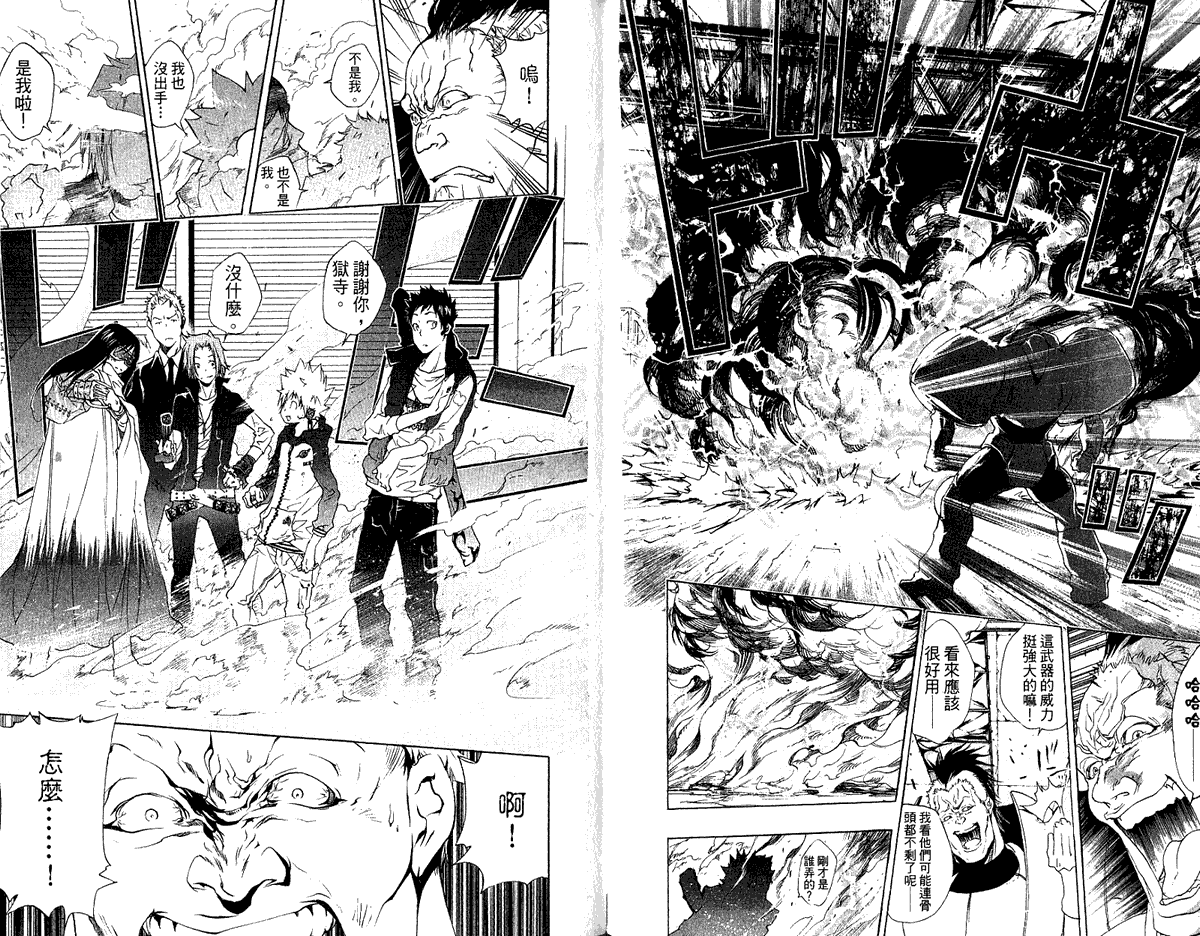 哈哈哈
這武器的威力
挺強大的嘛！
看來應該
很好用
我看他們可能連骨
頭都不剩了呢
剛才是
誰弄的？
嗚！
不是我。
也不是
我。
我也
沒出手…
是我啦！
謝謝你，
獄寺。
沒什麼。
啊！
怎麼……！